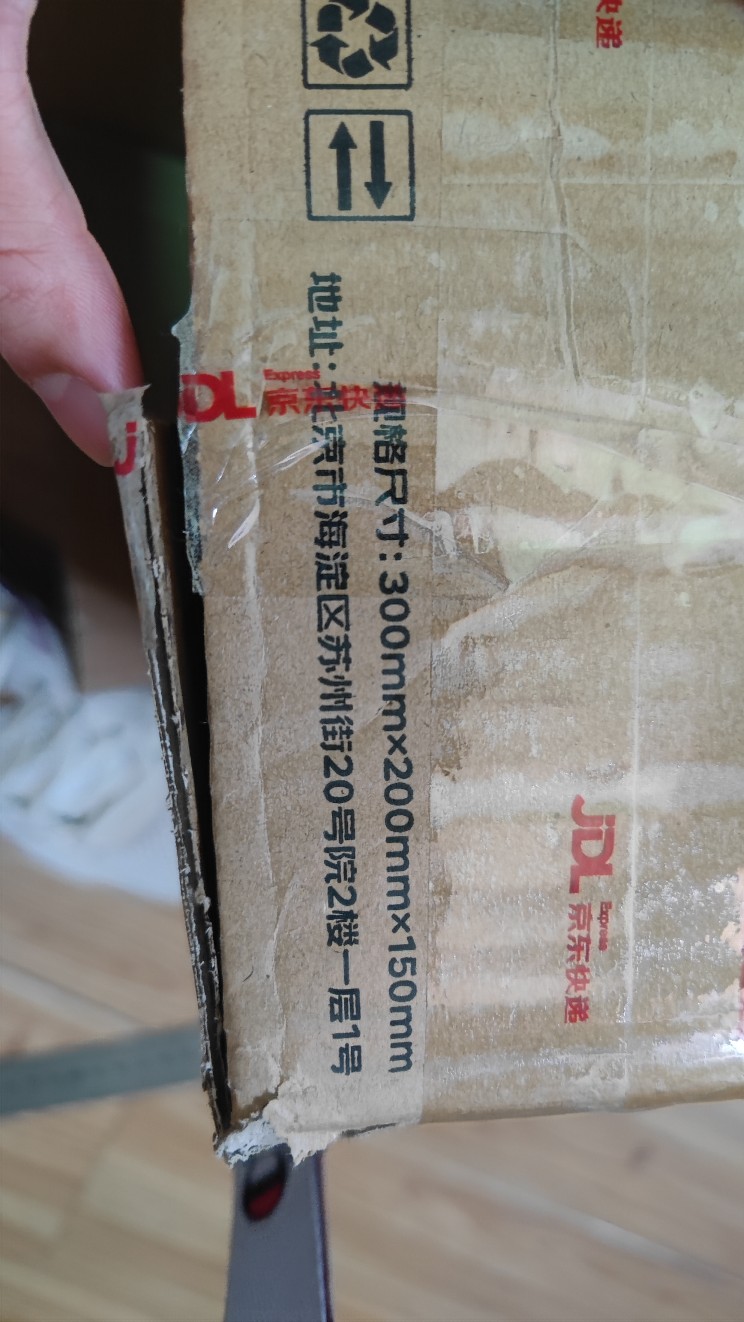 规格尺寸：300mm×200mm×150mm
地址：北京市海淀区苏州街20号院2楼一层1号
JDL 京东快
Express
J
JDL 京东快递
Express
快递